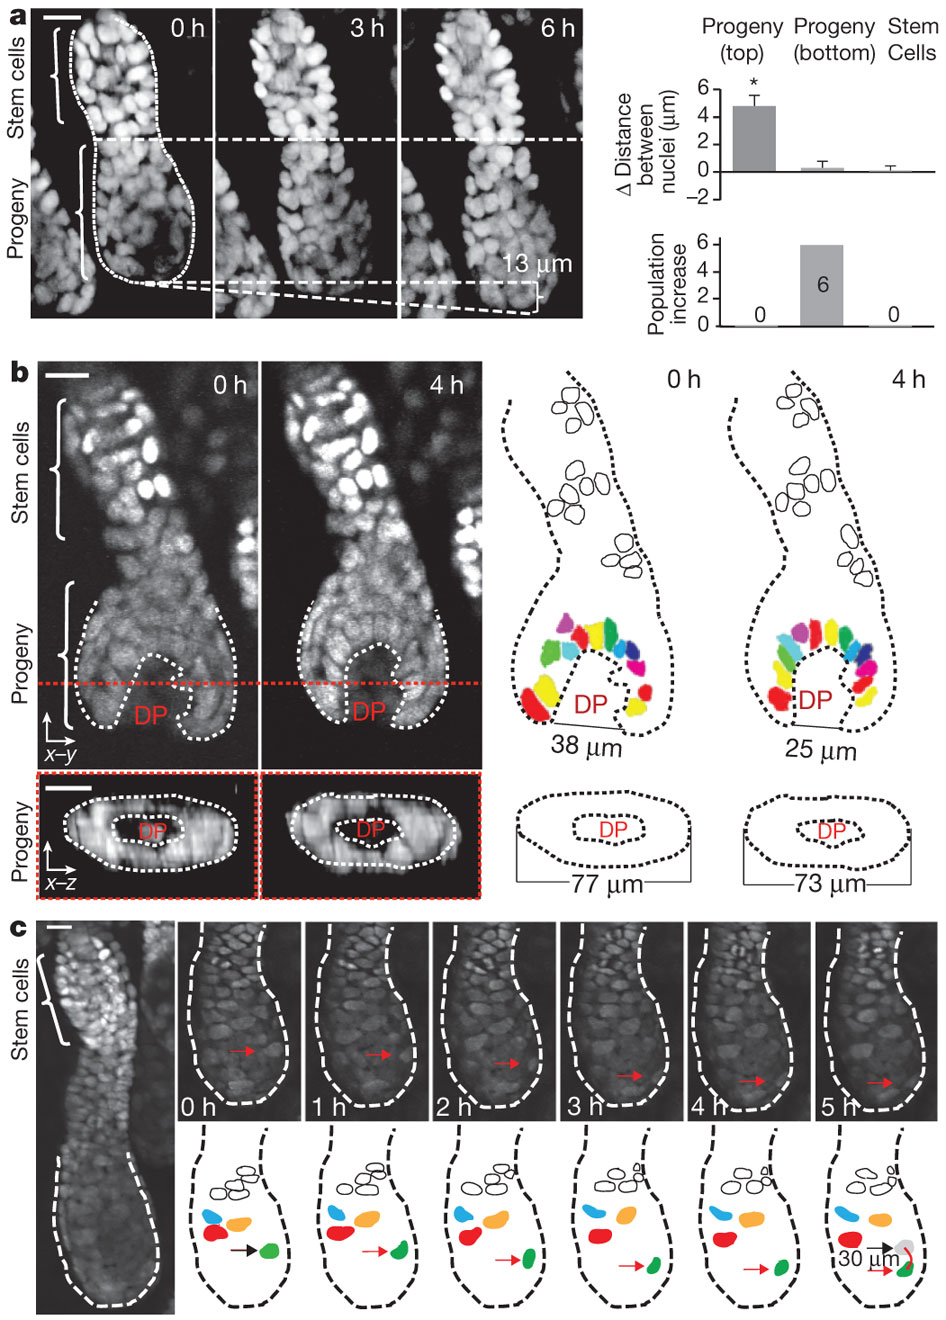 a
Stem cells
Progeny
0 h
3 h
6 h
13 μm
Progeny (top)
Progeny (bottom)
Stem Cells
Δ Distance between nuclei (μm)
6
4
2
0
–2
*
Population increase
6
4
2
0
0
6
0
b
Stem cells
Progeny
0 h
4 h
DP
DP
x–y
0 h
4 h
DP
DP
38 μm
25 μm
Progeny
x–z
DP
DP
DP
DP
77 μm
73 μm
c
Stem cells
0 h
1 h
2 h
3 h
4 h
5 h
30 μm